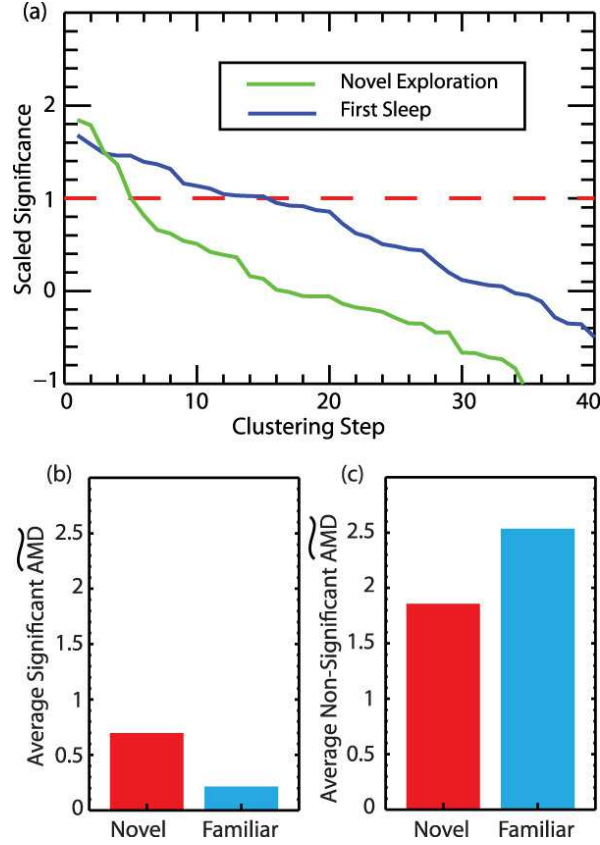 (a)
Scaled Significance
2
1
0
−1
Novel Exploration
First Sleep
0 10 20 30 40
Clustering Step
(b)
Average Significant AMD
2.5
2
1.5
1
0.5
0
Novel Familiar
(c)
Average Non-Significant AMD
2.5
2
1.5
1
0.5
0
Novel Familiar